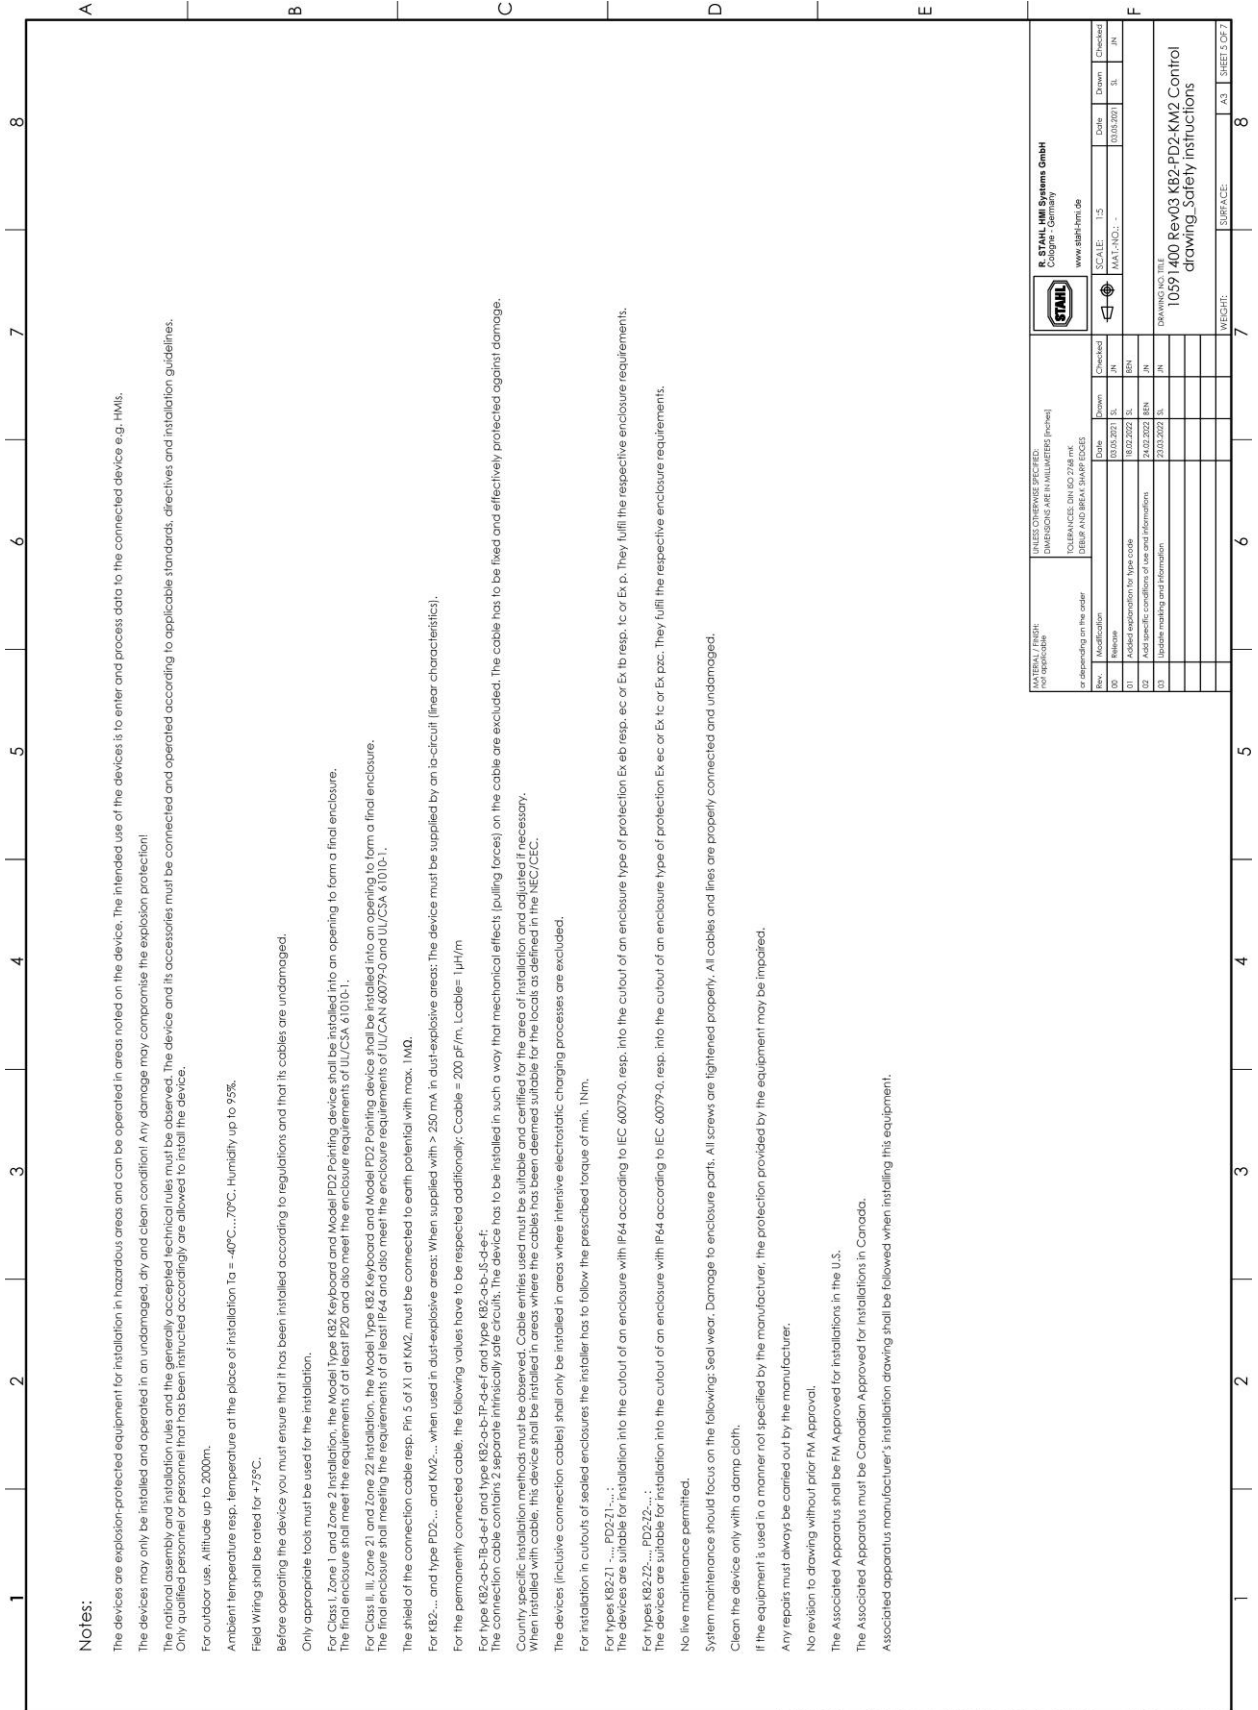 1 2 3 4 5 6 7 8
A
B
C
D
E
F
Notes:
The devices are explosion-protected equipment for installation in hazardous areas and can be operated in areas noted on the device. The intended use of the devices is to enter and process data to the connected device e.g. HMIs.
The devices may only be installed and operated in an undamaged, dry and clean condition! Any damage may compromise the explosion protection!
The national assembly and installation rules and the generally accepted technical rules must be observed. The device and its accessories must be connected and operated according to applicable standards, directives and installation guidelines.
Only qualified personnel or personnel that has been instructed accordingly are allowed to install the device.
For outdoor use. Altitude up to 2000m.
Ambient temperature resp. temperature at the place of installation Ta = -40°C...70°C. Humidity up to 95%.
Field Wiring shall be rated for +75°C.
Before operating the device you must ensure that it has been installed according to regulations and that its cables are undamaged.
Only appropriate tools must be used for the installation.
For Class I, Zone 1 and Zone 2 Installation, the Model Type KB2 Keyboard and Model PD2 Pointing device shall be installed into an opening to form a final enclosure.
The final enclosure shall meet the requirements of at least IP20 and also meet the enclosure requirements of UL/CSA 61010-1.
For Class II, III, Zone 21 and Zone 22 installation, the Model Type KB2 Keyboard and Model PD2 Pointing device shall be installed into an opening to form a final enclosure.
The final enclosure shall meeting the requirements of at least IP64 and also meet the enclosure requirements of UL/CAN 60079-0 and UL/CSA 61010-1.
The shield of the connection cable resp. Pin 5 of X1 at KM2, must be connected to earth potential with max. 1MΩ.
For KB2-... and type PD2-... and KM2-... when used in dust-explosive areas: When supplied with > 250 mA in dust-explosive areas: The device must be supplied by an ia-circuit (linear characteristics).
For the permanently connected cable, the following values have to be respected additionally: Ccable = 200 pF/m, Lcable= 1µH/m
For type KB2-a-b-TB-d-e-f and type KB2-a-b-TP-d-e-f and type KB2-a-b-JS-d-e-f:
The connection cable contains 2 separate intrinsically safe circuits. The device has to be installed in such a way that mechanical effects (pulling forces) on the cable are excluded. The cable has to be fixed and effectively protected against damage.
Country specific installation methods must be observed. Cable entries used must be suitable and certified for the area of installation and adjusted if necessary.
When installed with cable, this device shall be installed in areas where the cables has been deemed suitable for the locals as defined in the NEC/CEC.
The devices (inclusive connection cables) shall only be installed in areas where intensive electrostatic charging processes are excluded.
For installation in cutouts of sealed enclosures the installer has to follow the prescribed torque of min. 1Nm.
For types KB2-Z1 -..., PD2-Z1-... :
The devices are suitable for installation into the cutout of an enclosure with IP64 according to IEC 60079-0, resp. into the cutout of an enclosure type of protection Ex eb resp. ec or Ex tb resp. tc or Ex p. They fulfil the respective enclosure requirements.
For types KB2-Z2-..., PD2-Z2-... :
The devices are suitable for installation into the cutout of an enclosure with IP64 according to IEC 60079-0, resp. into the cutout of an enclosure type of protection Ex ec or Ex tc or Ex pzc. They fulfil the respective enclosure requirements.
No live maintenance permitted.
System maintenance should focus on the following: Seal wear, Damage to enclosure parts, All screws are tightened properly, All cables and lines are properly connected and undamaged.
Clean the device only with a damp cloth.
If the equipment is used in a manner not specified by the manufacturer, the protection provided by the equipment may be impaired.
Any repairs must always be carried out by the manufacturer.
No revision to drawing without prior FM Approval.
The Associated Apparatus shall be FM Approved for installations in the U.S.
The Associated Apparatus must be Canadian Approved for Installations in Canada.
Associated apparatus manufacturer's installation drawing shall be followed when installing this equipment.
MATERIAL / FINISH:
not applicable
or depending on the order
UNLESS OTHERWISE SPECIFIED:
DIMENSIONS ARE IN MILLIMETERS [inches]
TOLERANCES: DIN ISO 2768 mK
DEBUR AND BREAK SHARP EDGES
STAHL
R. STAHL HMI Systems GmbH
Cologne - Germany
www.stahl-hmi.de
Rev. Modification Date Drawn Checked
00 Release 03.05.2021 SL JN
01 Added explanation for type code 18.02.2022 SL BEN
02 Add specific conditions of use and informations 24.02.2022 BEN JN
03 Update marking and information 23.03.2022 SL JN
SCALE: 1:5 Date Drawn Checked
MAT.-NO.: - 03.05.2021 SL JN
DRAWING NO. TITLE
10591400 Rev03 KB2-PD2-KM2 Control
drawing_Safety instructions
WEIGHT: SURFACE: A3 SHEET 5 OF 7
1 2 3 4 5 6 7 8